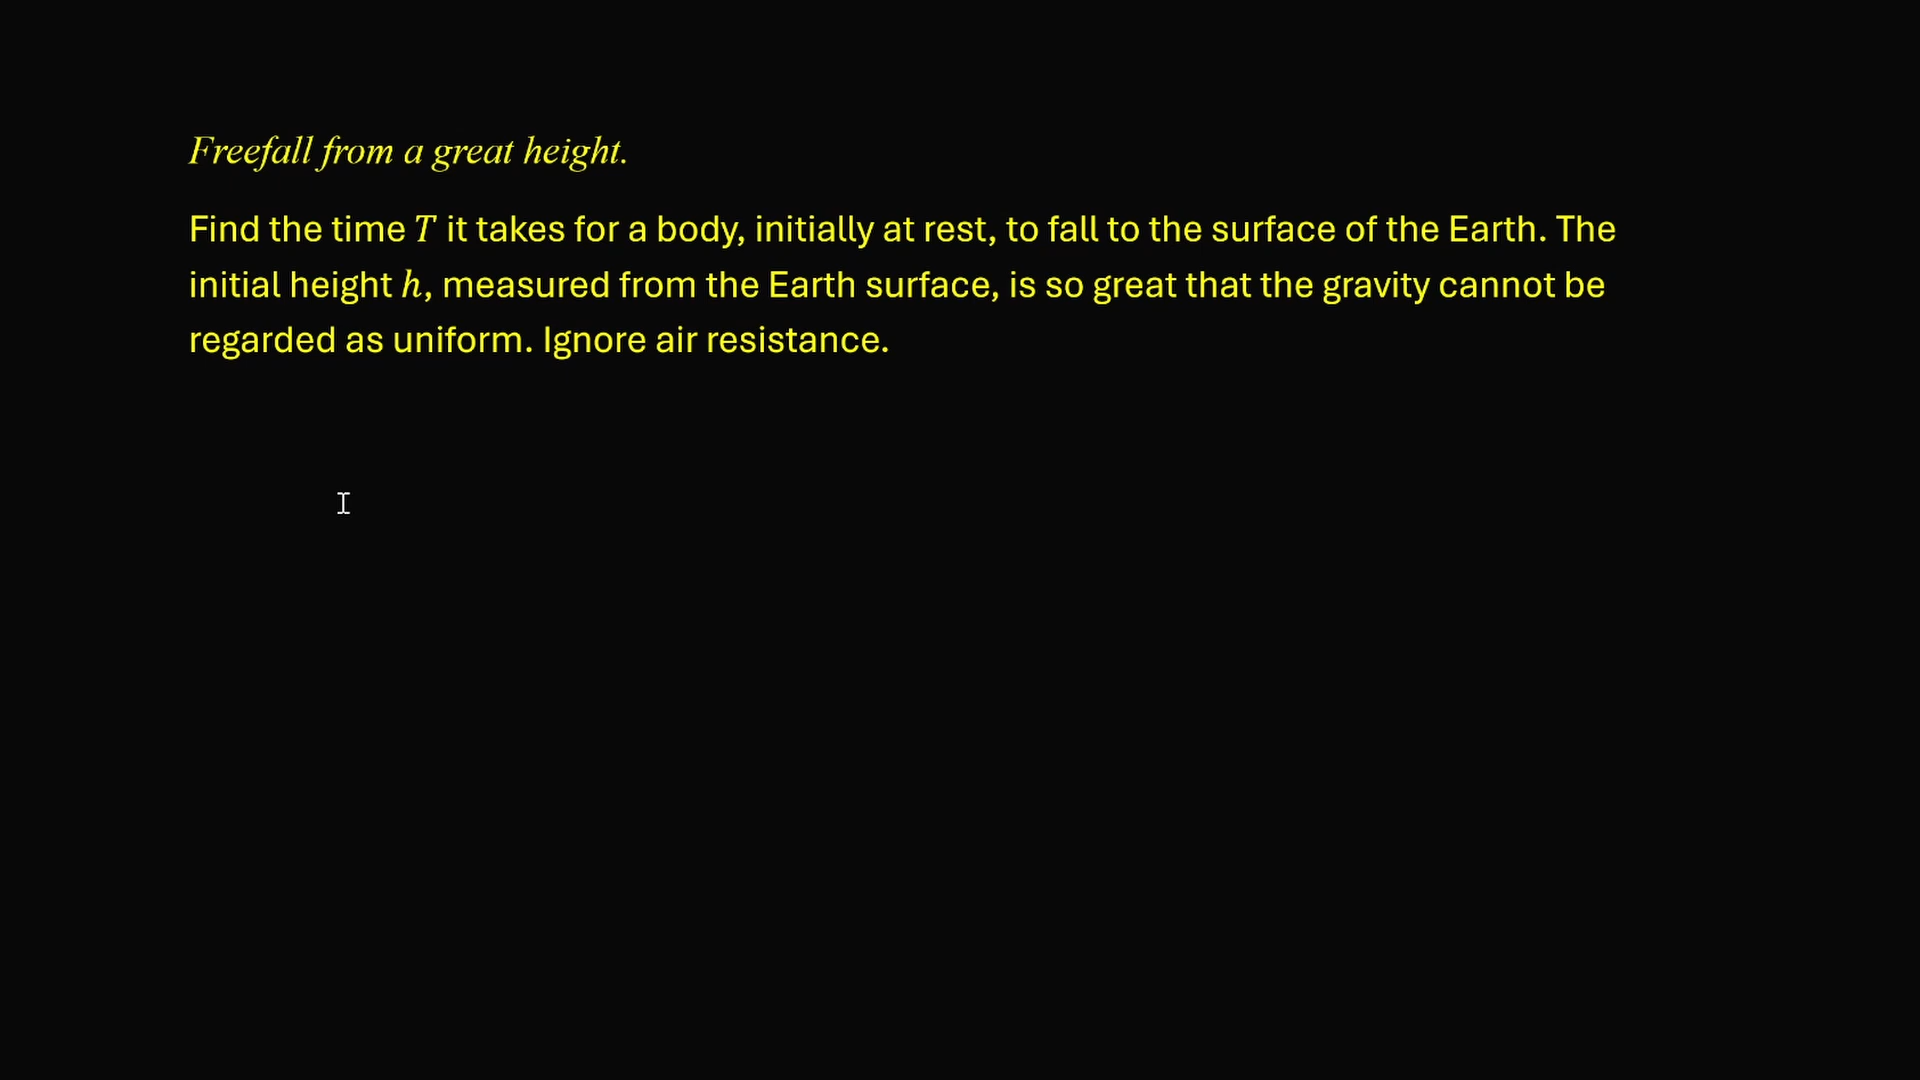 Freefall from a great height.
Find the time T it takes for a body, initially at rest, to fall to the surface of the Earth. The
initial height h, measured from the Earth surface, is so great that the gravity cannot be
regarded as uniform. Ignore air resistance.